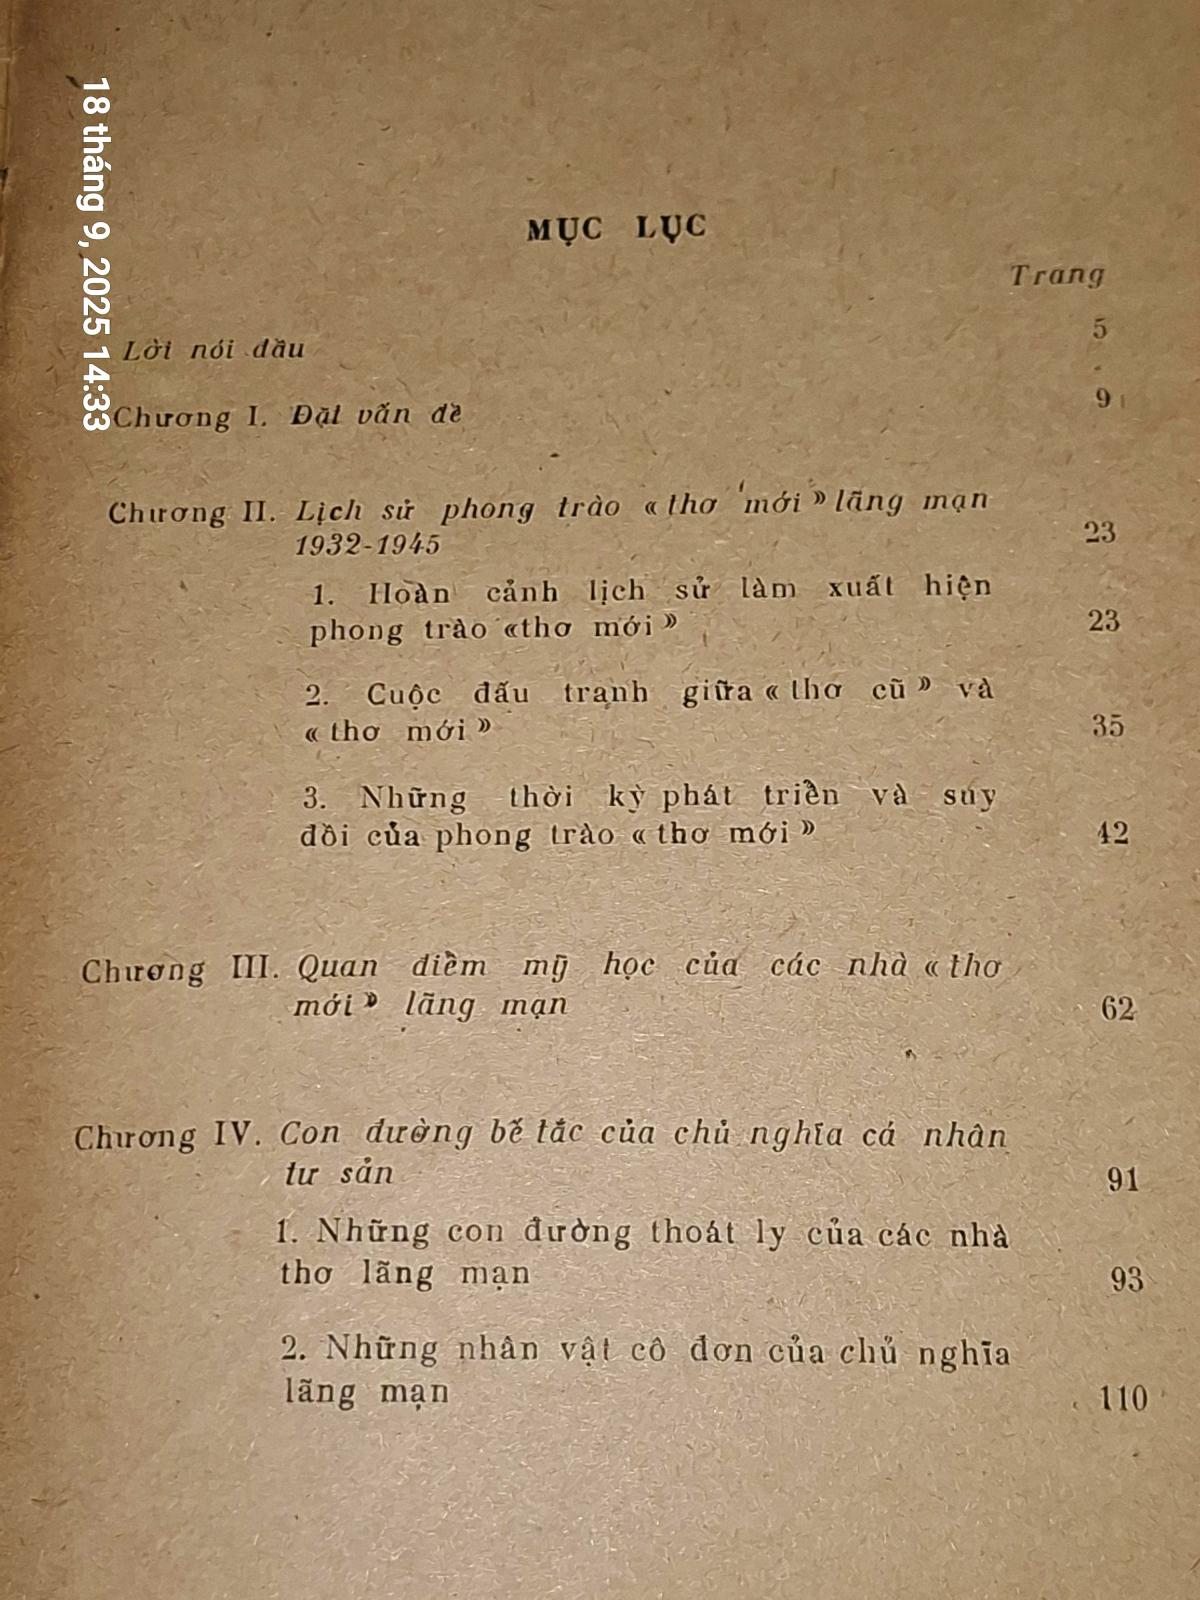 18 tháng 9, 2025 14:33
MỤC LỤC
Trang
Lời nói đầu 5
Chương I. Đặt vấn đề 9
Chương II. Lịch sử phong trào « thơ mới » lãng mạn
1932-1945 23
1. Hoàn cảnh lịch sử làm xuất hiện
phong trào «thơ mới » 23
2. Cuộc đấu tranh giữa « thơ cũ » và
« thơ mới » 35
3. Những thời kỳ phát triển và suy
đồi của phong trào « thơ mới » 42
Chương III. Quan điểm mỹ học của các nhà « thơ
mới » lãng mạn 62
Chương IV. Con đường bế tắc của chủ nghĩa cá nhân
tư sản 91
1. Những con đường thoát ly của các nhà
thơ lãng mạn 93
2. Những nhân vật cô đơn của chủ nghĩa
lãng mạn 110